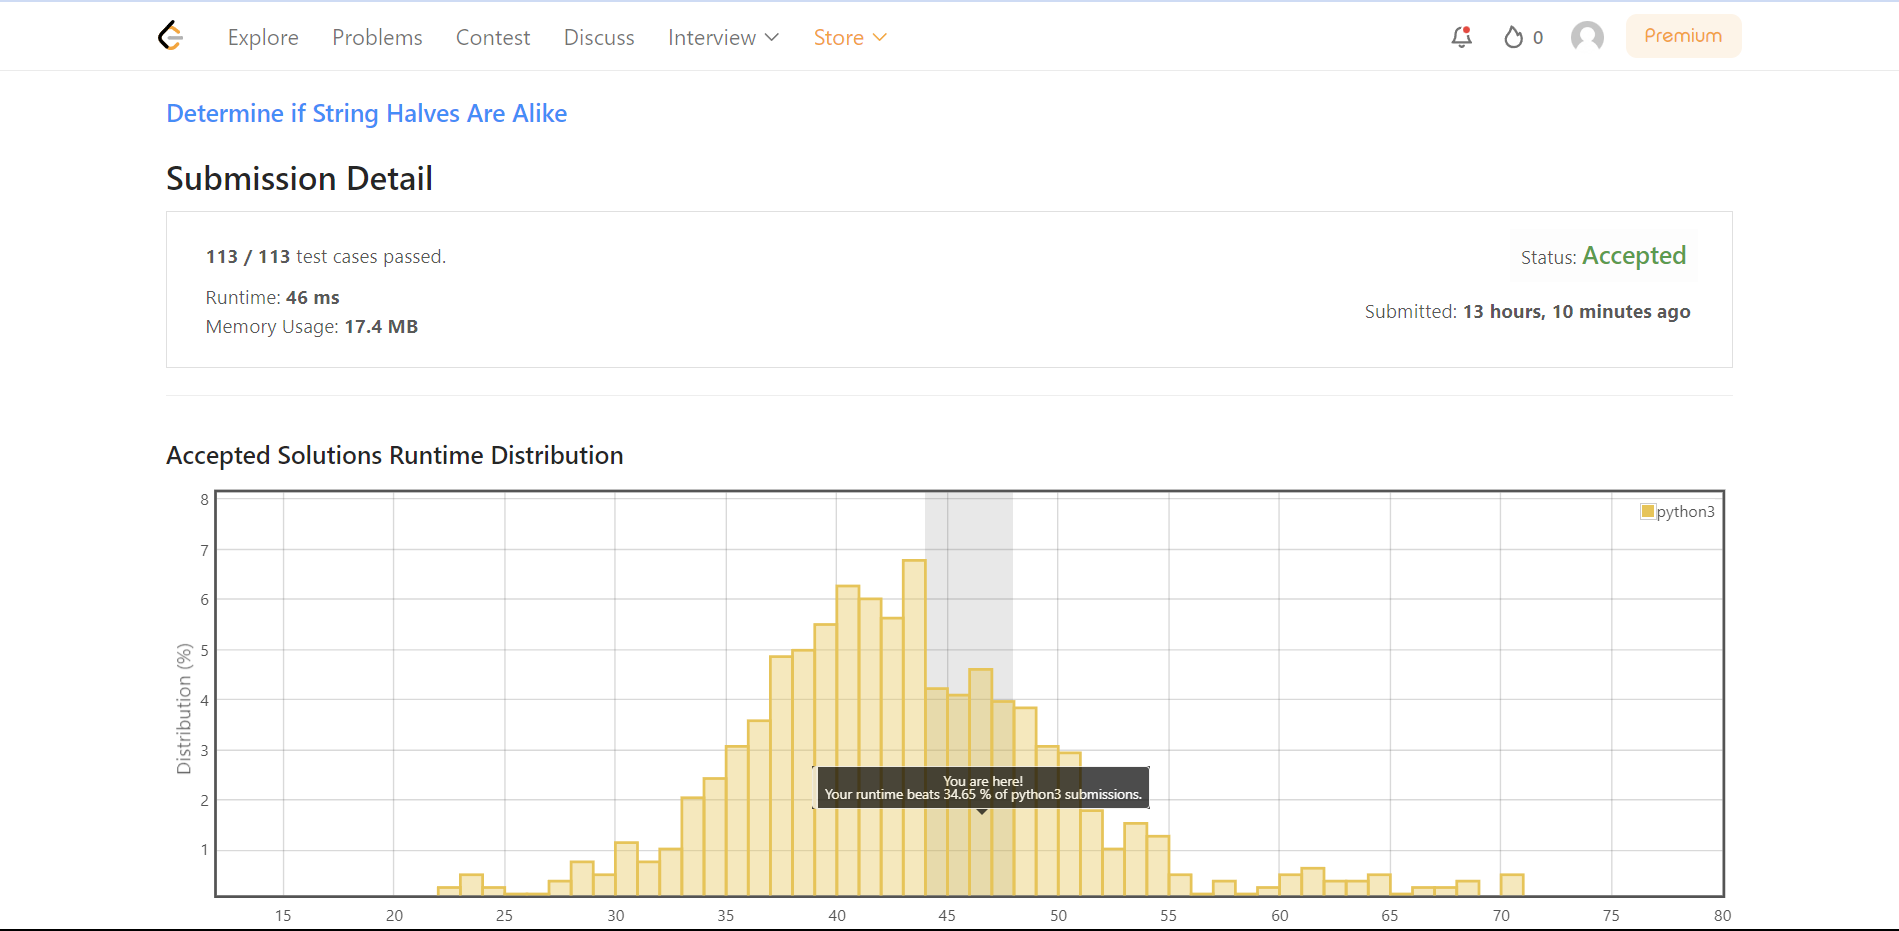 Explore Problems Contest Discuss Interview Store 0 Premium
Determine if String Halves Are Alike
Submission Detail
113 / 113 test cases passed.
Status: Accepted
Runtime: 46 ms
Submitted: 13 hours, 10 minutes ago
Memory Usage: 17.4 MB
Accepted Solutions Runtime Distribution
8
python3
7
6
5
Distribution (%)
4
3
You are here!
Your runtime beats 34.65 % of python3 submissions.
2
1
15 20 25 30 35 40 45 50 55 60 65 70 75 80